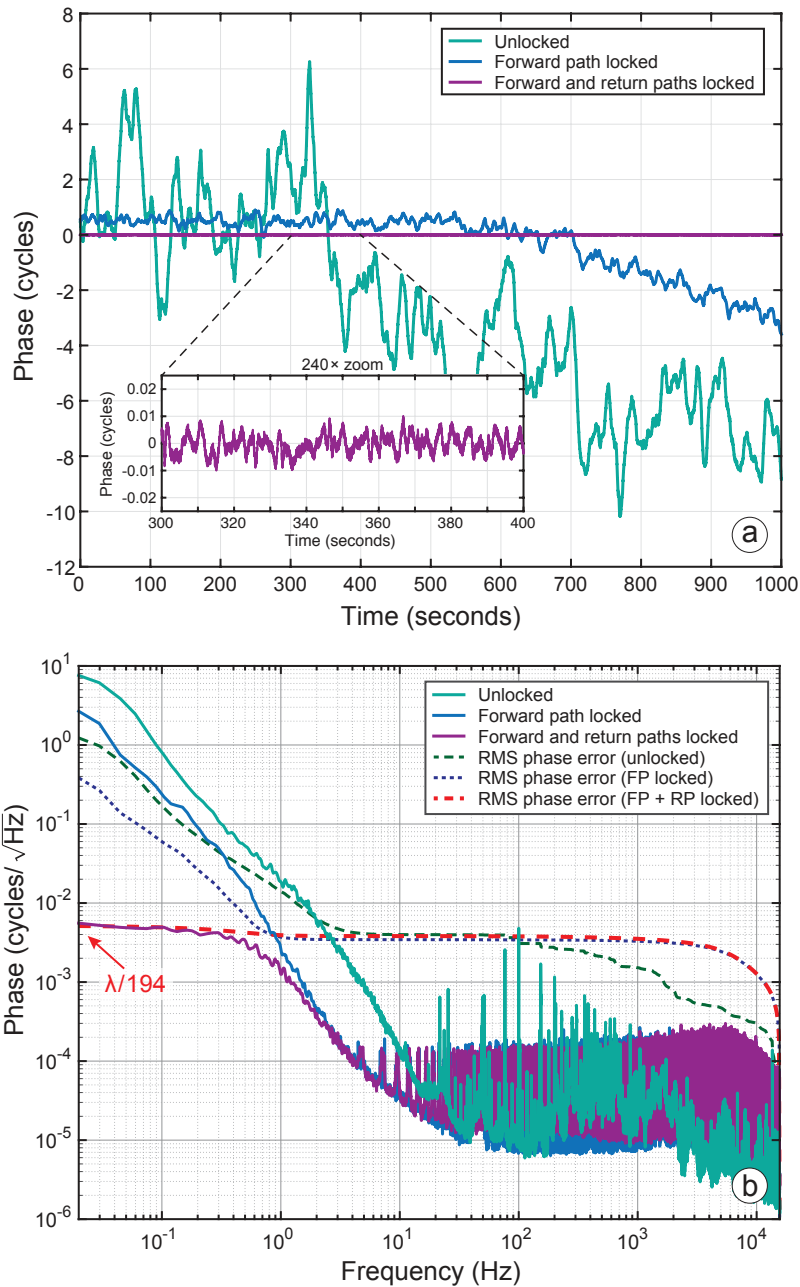 8
6
4
2
0
-2
-4
-6
-8
-10
-12
Phase (cycles)
Unlocked
Forward path locked
Forward and return paths locked
240× zoom
0.02
0.01
0
-0.01
-0.02
Phase (cycles)
300 320 340 360 380 400
Time (seconds)
a
0 100 200 300 400 500 600 700 800 900 1000
Time (seconds)
10^1
10^0
10^-1
10^-2
10^-3
10^-4
10^-5
10^-6
Phase (cycles/√Hz)
Unlocked
Forward path locked
Forward and return paths locked
RMS phase error (unlocked)
RMS phase error (FP locked)
RMS phase error (FP + RP locked)
λ/194
b
10^-1 10^0 10^1 10^2 10^3 10^4
Frequency (Hz)